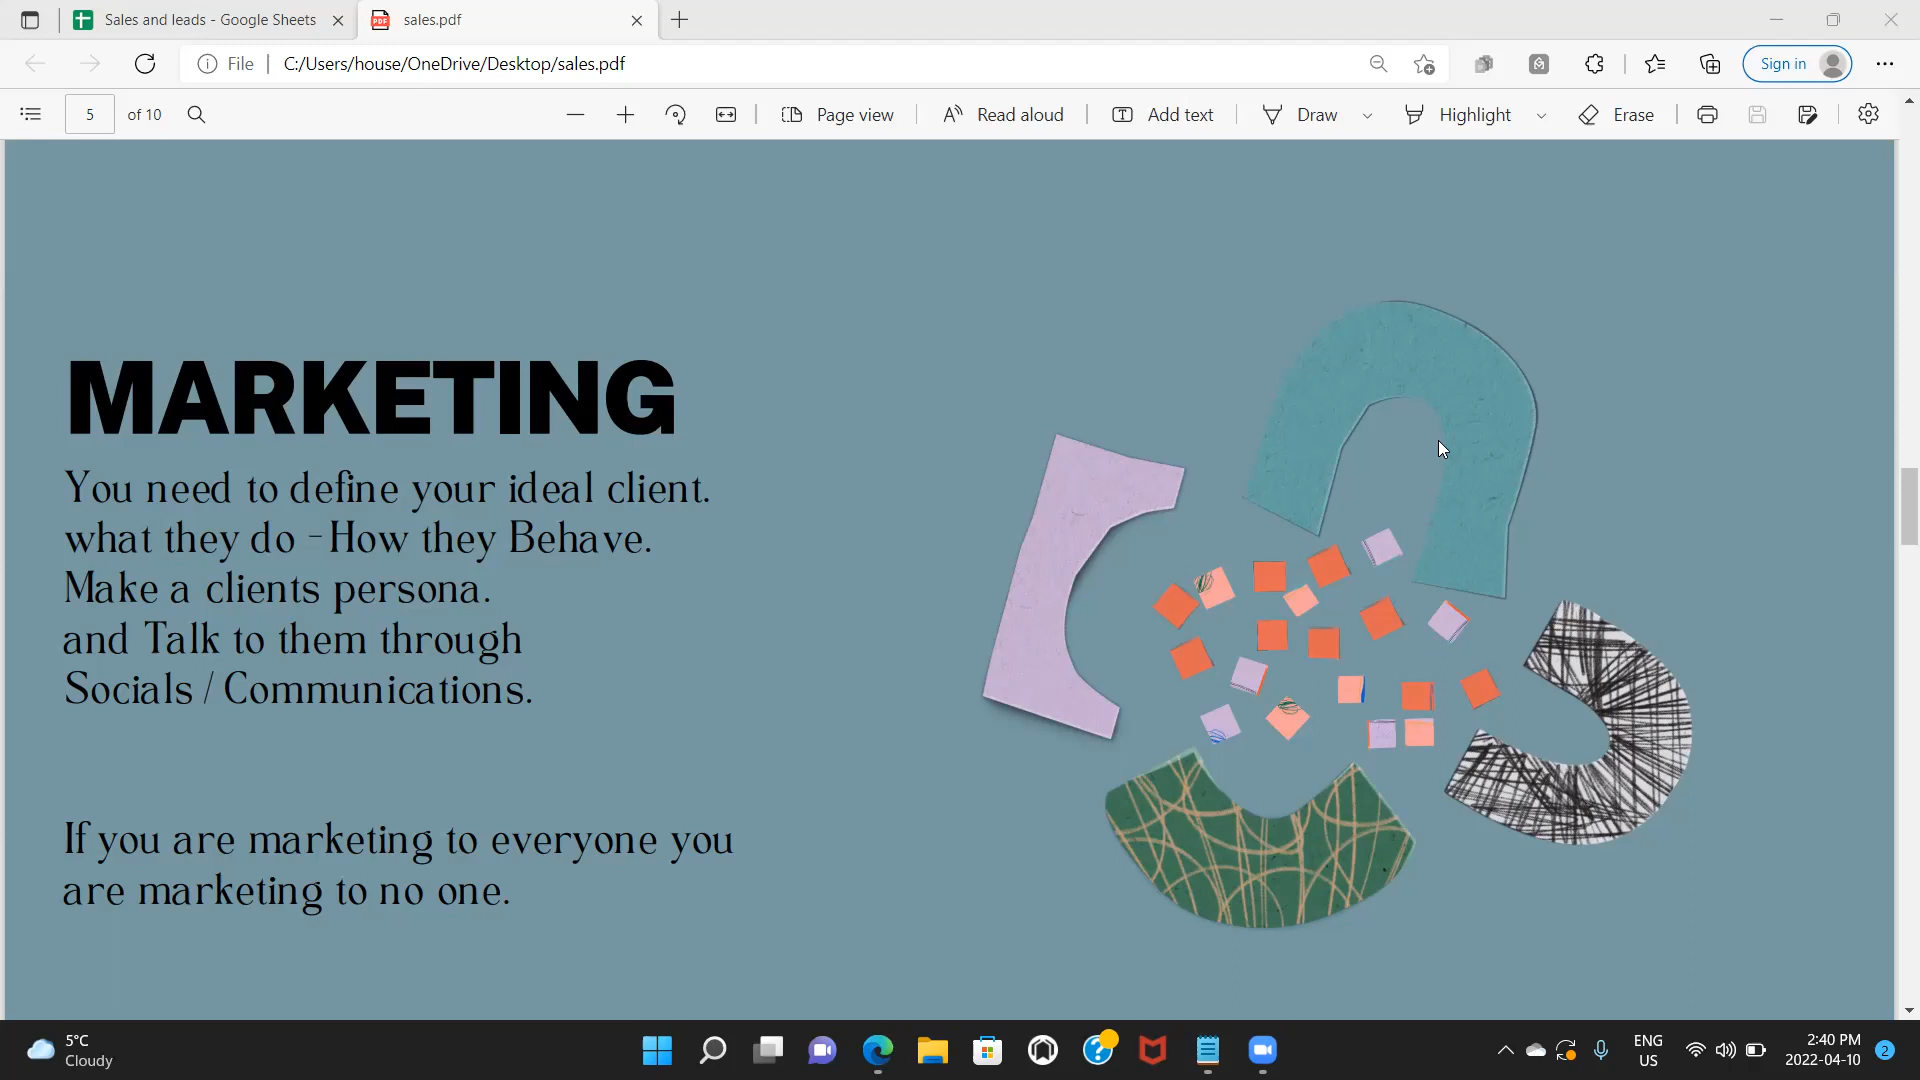 Sales and leads - Google Sheets
sales.pdf
File
C:/Users/house/OneDrive/Desktop/sales.pdf
Sign in
5 of 10
Page view
Read aloud
Add text
Draw
Highlight
Erase
MARKETING
You need to define your ideal client.
what they do -How they Behave.
Make a clients persona.
and Talk to them through
Socials / Communications.
If you are marketing to everyone you
are marketing to no one.
5°C
Cloudy
ENG
US
2:40 PM
2022-04-10
2